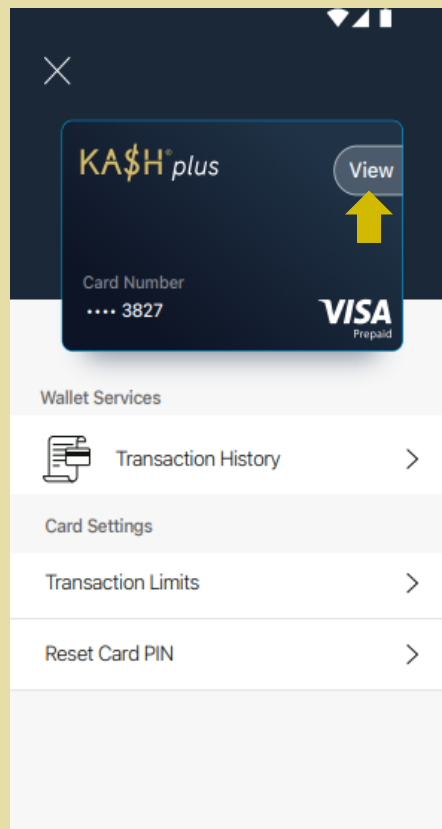 KA$H® plus
View
Card Number
•••• 3827
VISA
Prepaid
Wallet Services
Transaction History
Card Settings
Transaction Limits
Reset Card PIN